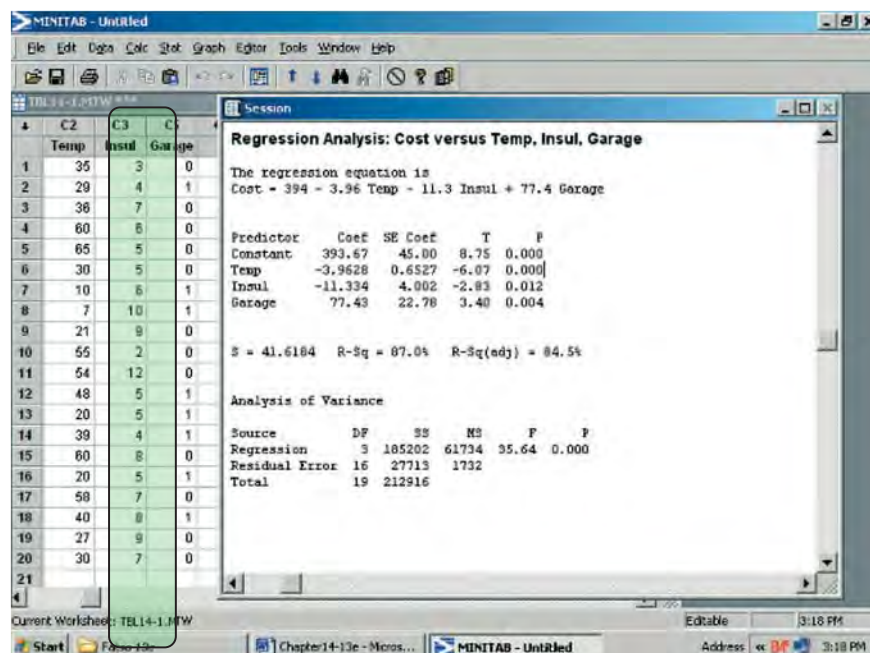 MINITAB - Untitled
File Edit Data Calc Stat Graph Editor Tools Window Help
TBL14-1.MTW ***
Session
C2 C3
Temp Insul Garage
1 35 3 0
2 29 4 1
3 36 7 0
4 60 6 0
5 65 5 0
6 30 5 0
7 10 6 1
8 7 10 1
9 21 9 0
10 55 2 0
11 54 12 0
12 48 5 1
13 20 5 1
14 39 4 1
15 60 8 0
16 20 5 1
17 58 7 0
18 40 8 1
19 27 9 0
20 30 7 0
21
Regression Analysis: Cost versus Temp, Insul, Garage
The regression equation is
Cost = 394 - 3.96 Temp - 11.3 Insul + 77.4 Garage
Predictor Coef SE Coef T P
Constant 393.67 45.00 8.75 0.000
Temp -3.9628 0.6527 -6.07 0.000
Insul -11.334 4.002 -2.83 0.012
Garage 77.43 22.78 3.40 0.004
S = 41.6184 R-Sq = 87.0% R-Sq(adj) = 84.5%
Analysis of Variance
Source DF SS MS F P
Regression 3 185202 61734 35.64 0.000
Residual Error 16 27713 1732
Total 19 212916
Current Worksheet: TBL14-1.MTW
Editable 3:18 PM
Start Chapter14-13e - Micros... MINITAB - Untitled Address « 3:18 PM